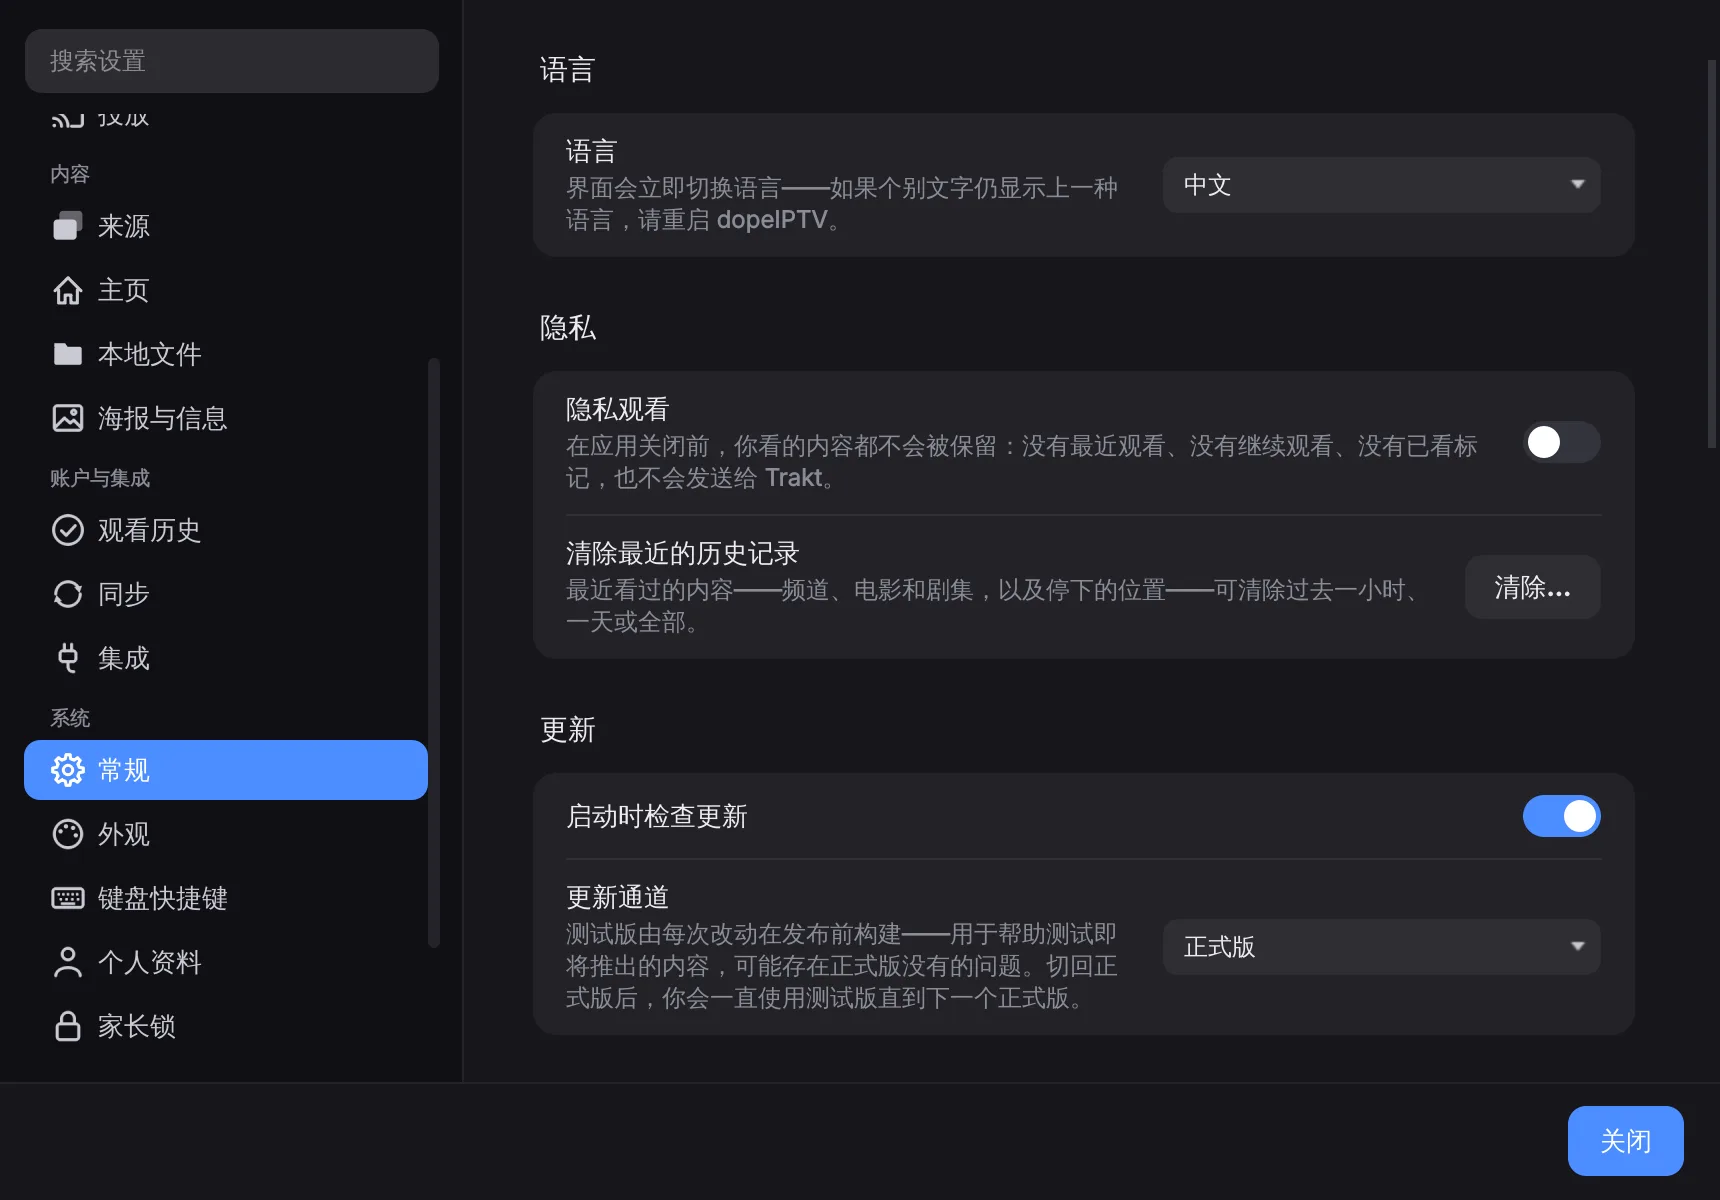 搜索设置
投放
内容
来源
主页
本地文件
海报与信息
账户与集成
观看历史
同步
集成
系统
常规
外观
键盘快捷键
个人资料
家长锁
语言
语言
界面会立即切换语言——如果个别文字仍显示上一种
语言，请重启 dopeIPTV。
中文
隐私
隐私观看
在应用关闭前，你看的内容都不会被保留：没有最近观看、没有继续观看、没有已看标
记，也不会发送给 Trakt。
清除最近的历史记录
最近看过的内容——频道、电影和剧集，以及停下的位置——可清除过去一小时、
一天或全部。
清除...
更新
启动时检查更新
更新通道
测试版由每次改动在发布前构建——用于帮助测试即
将推出的内容，可能存在正式版没有的问题。切回正
式版后，你会一直使用测试版直到下一个正式版。
正式版
关闭